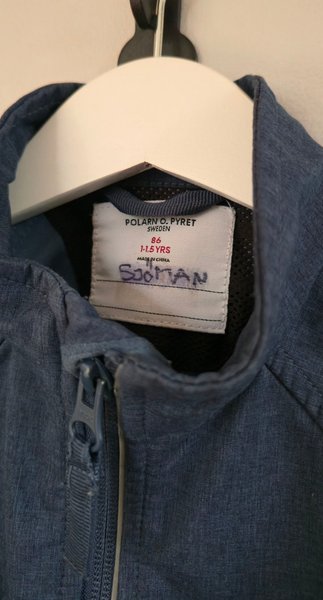 POLARN O. PYRET
SWEDEN
86
1-1.5 YRS
MADE IN CHINA
SJÖMAN